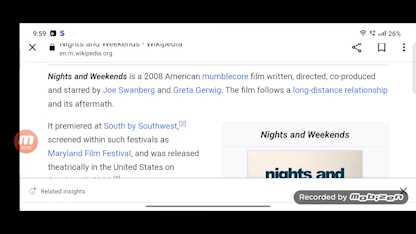 9:59 S 26%
Nights and Weekends - Wikipedia
en.m.wikipedia.org
Nights and Weekends is a 2008 American mumblecore film written, directed, co-produced
and starred by Joe Swanberg and Greta Gerwig. The film follows a long-distance relationship
and its aftermath.
It premiered at South by Southwest,[2]
screened within such festivals as
Maryland Film Festival, and was released
theatrically in the United States on
Nights and Weekends
nights and
Related insights
Recorded by Mobizen